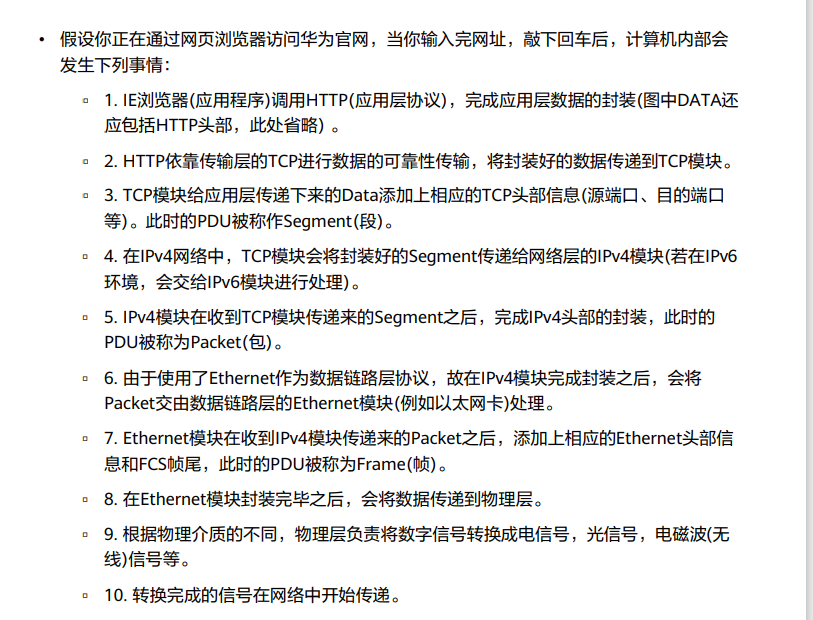 • 假设你正在通过网页浏览器访问华为官网，当你输入完网址，敲下回车后，计算机内部会
发生下列事情：
▫ 1. IE浏览器(应用程序)调用HTTP(应用层协议)，完成应用层数据的封装(图中DATA还
应包括HTTP头部，此处省略) 。
▫ 2. HTTP依靠传输层的TCP进行数据的可靠性传输，将封装好的数据传递到TCP模块。
▫ 3. TCP模块给应用层传递下来的Data添加上相应的TCP头部信息(源端口、目的端口
等)。此时的PDU被称作Segment(段)。
▫ 4. 在IPv4网络中，TCP模块会将封装好的Segment传递给网络层的IPv4模块(若在IPv6
环境，会交给IPv6模块进行处理)。
▫ 5. IPv4模块在收到TCP模块传递来的Segment之后，完成IPv4头部的封装，此时的
PDU被称为Packet(包)。
▫ 6. 由于使用了Ethernet作为数据链路层协议，故在IPv4模块完成封装之后，会将
Packet交由数据链路层的Ethernet模块(例如以太网卡)处理。
▫ 7. Ethernet模块在收到IPv4模块传递来的Packet之后，添加上相应的Ethernet头部信
息和FCS帧尾，此时的PDU被称为Frame(帧)。
▫ 8. 在Ethernet模块封装完毕之后，会将数据传递到物理层。
▫ 9. 根据物理介质的不同，物理层负责将数字信号转换成电信号，光信号，电磁波(无
线)信号等。
▫ 10. 转换完成的信号在网络中开始传递。